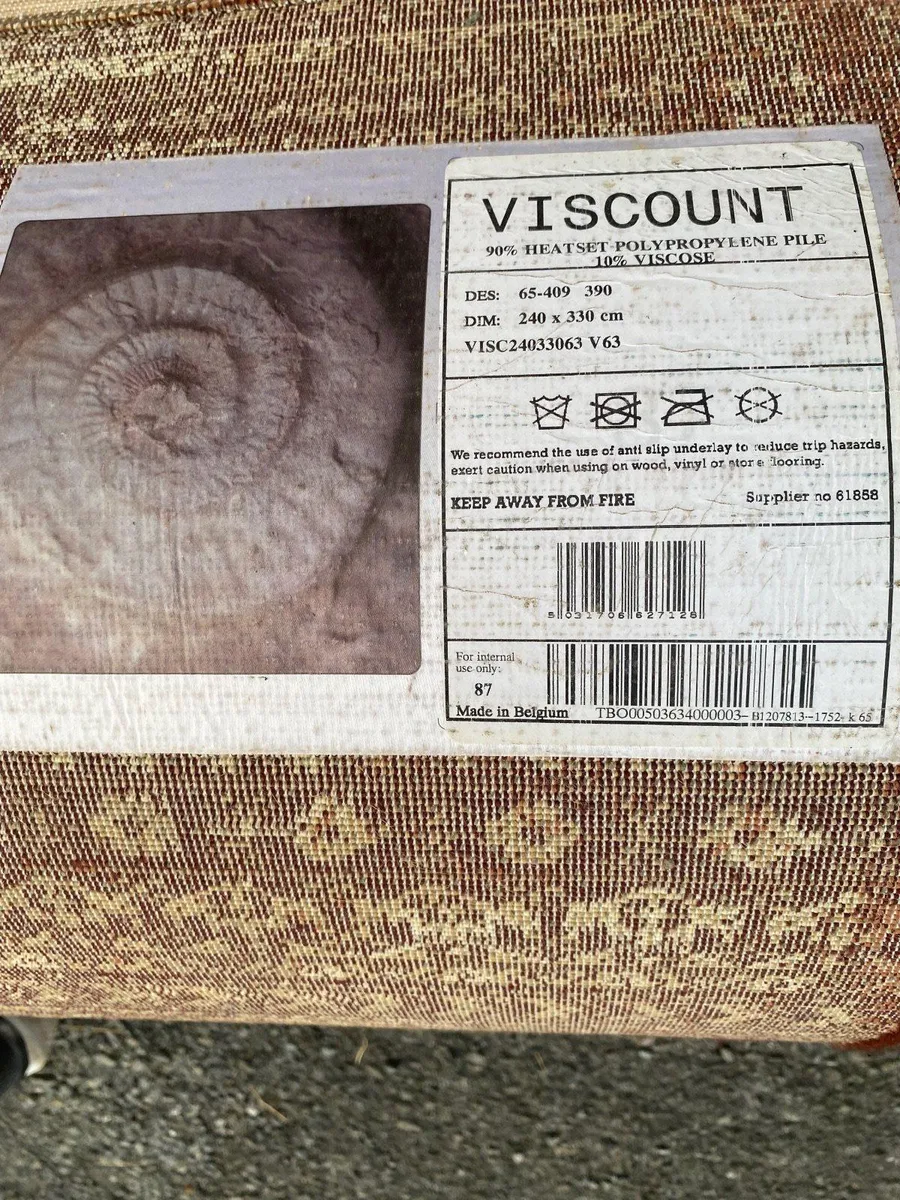 VISCOUNT
90% HEATSET POLYPROPYLENE PILE
10% VISCOSE
DES: 65-409 390
DIM: 240 x 330 cm
VISC24033063 V63
We recommend the use of anti slip underlay to reduce trip hazards,
exert caution when using on wood, vinyl or flooring.
KEEP AWAY FROM FIRE Supplier no 61858
5 031706 627128
For internal
use only:
87
Made in Belgium TBO00503634000003-B1207813-1752- k 65